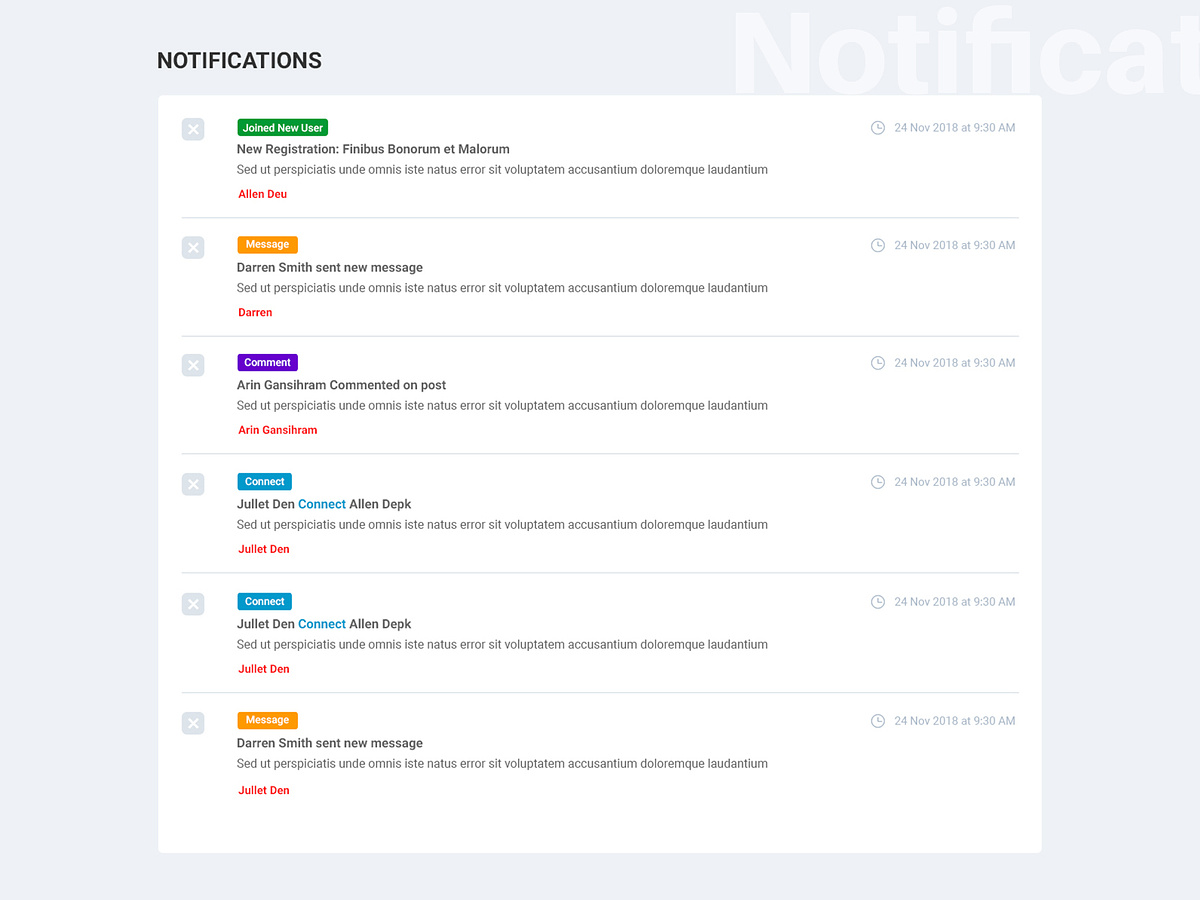 Notificat
NOTIFICATIONS
Joined New User
24 Nov 2018 at 9:30 AM
New Registration: Finibus Bonorum et Malorum
Sed ut perspiciatis unde omnis iste natus error sit voluptatem accusantium doloremque laudantium
Allen Deu
Message
24 Nov 2018 at 9:30 AM
Darren Smith sent new message
Sed ut perspiciatis unde omnis iste natus error sit voluptatem accusantium doloremque laudantium
Darren
Comment
24 Nov 2018 at 9:30 AM
Arin Gansihram Commented on post
Sed ut perspiciatis unde omnis iste natus error sit voluptatem accusantium doloremque laudantium
Arin Gansihram
Connect
24 Nov 2018 at 9:30 AM
Jullet Den Connect Allen Depk
Sed ut perspiciatis unde omnis iste natus error sit voluptatem accusantium doloremque laudantium
Jullet Den
Connect
24 Nov 2018 at 9:30 AM
Jullet Den Connect Allen Depk
Sed ut perspiciatis unde omnis iste natus error sit voluptatem accusantium doloremque laudantium
Jullet Den
Message
24 Nov 2018 at 9:30 AM
Darren Smith sent new message
Sed ut perspiciatis unde omnis iste natus error sit voluptatem accusantium doloremque laudantium
Jullet Den